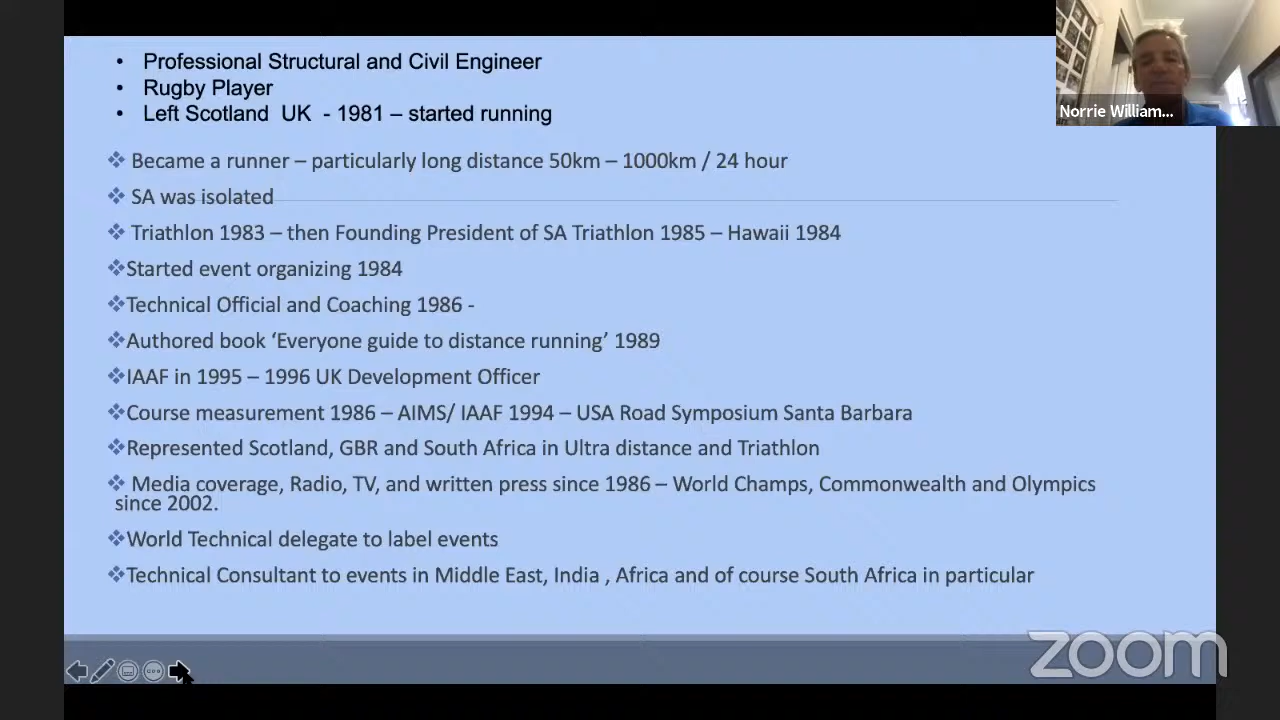 • Professional Structural and Civil Engineer
• Rugby Player
• Left Scotland UK - 1981 – started running
❖ Became a runner – particularly long distance 50km – 1000km / 24 hour
❖ SA was isolated
❖ Triathlon 1983 – then Founding President of SA Triathlon 1985 – Hawaii 1984
❖Started event organizing 1984
❖Technical Official and Coaching 1986 -
❖Authored book ‘Everyone guide to distance running’ 1989
❖IAAF in 1995 – 1996 UK Development Officer
❖Course measurement 1986 – AIMS/ IAAF 1994 – USA Road Symposium Santa Barbara
❖Represented Scotland, GBR and South Africa in Ultra distance and Triathlon
❖ Media coverage, Radio, TV, and written press since 1986 – World Champs, Commonwealth and Olympics
since 2002.
❖World Technical delegate to label events
❖Technical Consultant to events in Middle East, India , Africa and of course South Africa in particular
Norrie William...
zoom